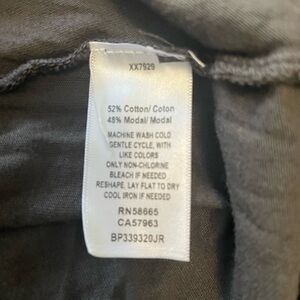 XX7929
52% Cotton/ Coton
48% Modal/ Modal
MACHINE WASH COLD
GENTLE CYCLE, WITH
LIKE COLORS
ONLY NON-CHLORINE
BLEACH IF NEEDED
RESHAPE, LAY FLAT TO DRY
COOL IRON IF NEEDED
RN58665
CA57963
BP339320JR